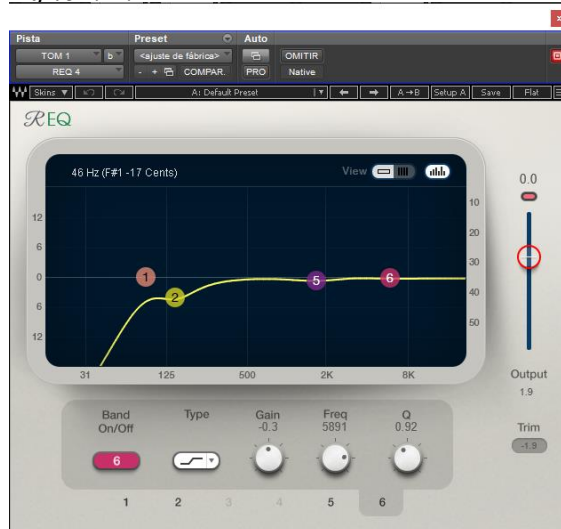 x
Pista Preset Auto
TOM 1 b <ajuste de fábrica> OMITIR
REQ 4 - + COMPAR. PRO Native
Skins A: Default Preset A→B Setup A Save Flat
REQ
46 Hz (F#1 -17 Cents) View
0.0
12 10
6 20
0 1 2 5 6 30
6 40
12 50
31 125 500 2K 8K
Output
1.9
Band On/Off Type Gain Freq Q
-0.3 5891 0.92
Trim
-1.9
6
1 2 3 4 5 6